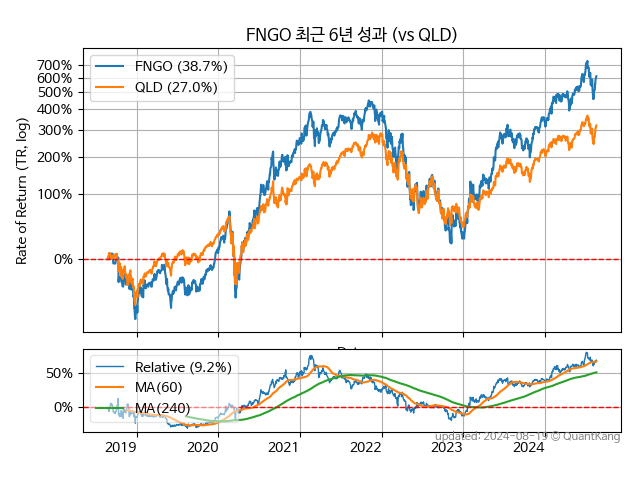 FNGO 최근 6년 성과 (vs QLD)
Rate of Return (TR, log)
700%
600%
500%
400%
300%
200%
100%
0%
FNGO (38.7%)
QLD (27.0%)
50%
0%
Relative (9.2%)
MA(60)
MA(240)
2019 2020 2021 2022 2023 2024
updated: 2024-08-19 © QuantKang